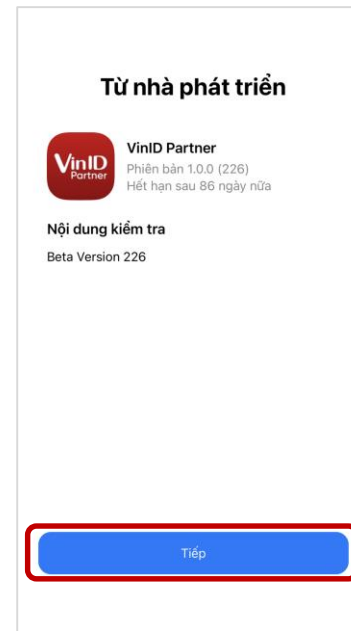 Từ nhà phát triển
VinID
Partner
VinID Partner
Phiên bản 1.0.0 (226)
Hết hạn sau 86 ngày nữa
Nội dung kiểm tra
Beta Version 226
Tiếp